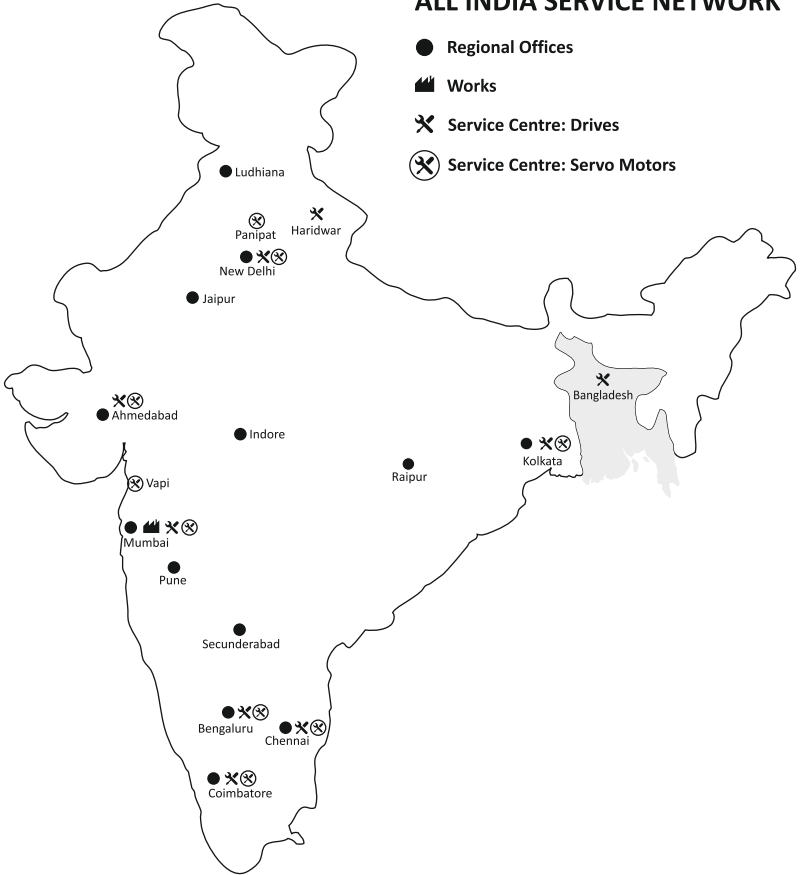 ALL INDIA SERVICE NETWORK
Regional Offices
Works
Service Centre: Drives
Service Centre: Servo Motors
Ludhiana
Haridwar
Panipat
New Delhi
Jaipur
Bangladesh
Ahmedabad
Indore
Kolkata
Raipur
Vapi
Mumbai
Pune
Secunderabad
Bengaluru
Chennai
Coimbatore